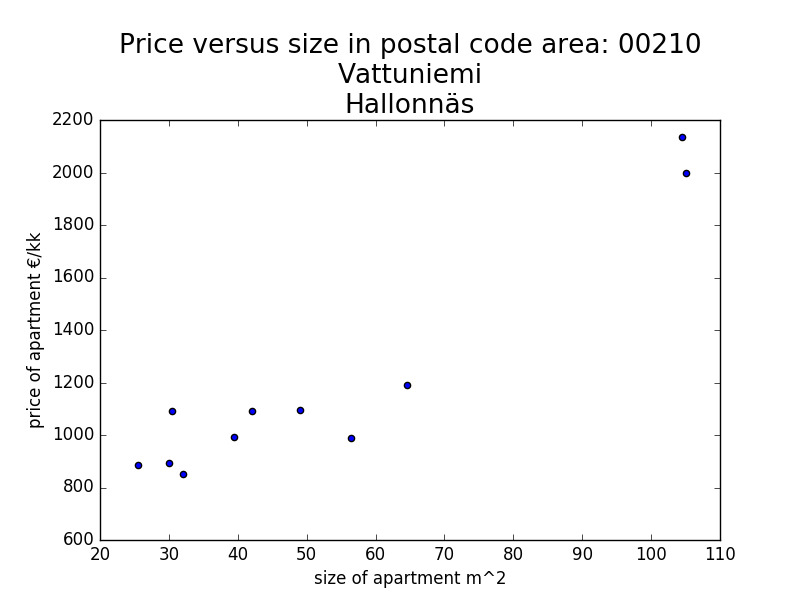 Price versus size in postal code area: 00210
Vattuniemi
Hallonnäs
2200
2000
1800
1600
1400
1200
1000
800
600
price of apartment €/kk
20 30 40 50 60 70 80 90 100 110
size of apartment m^2